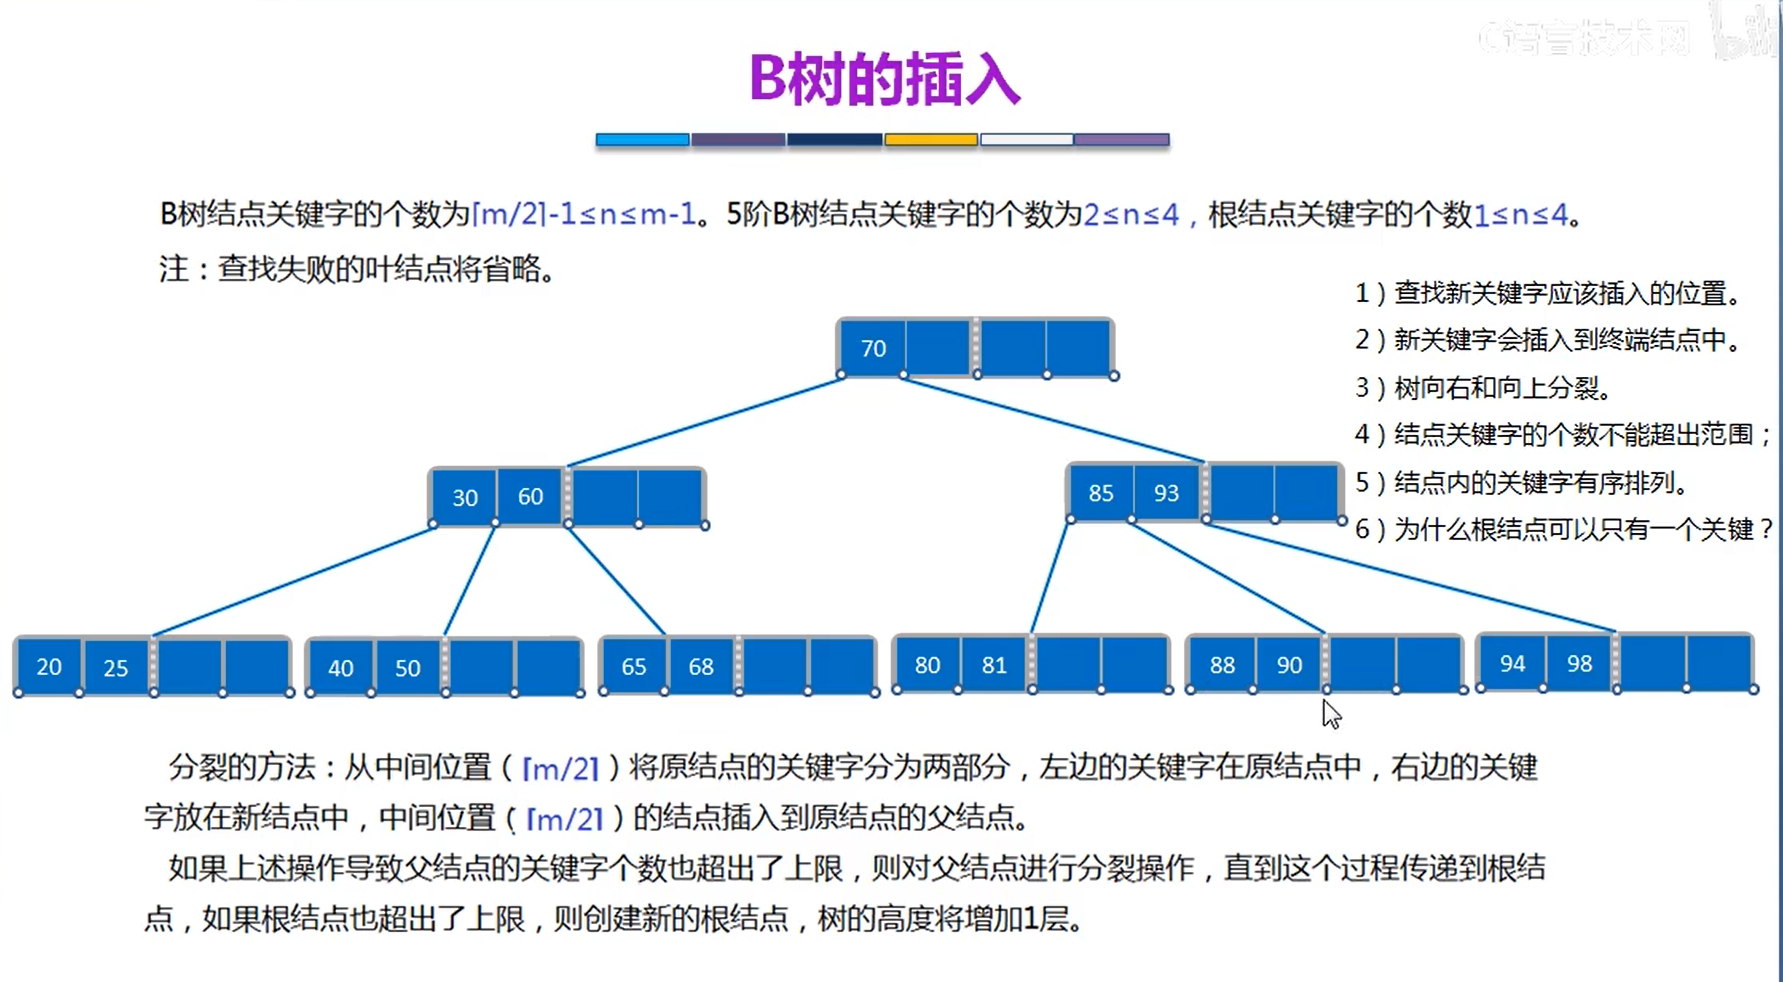 C语言技术网
B树的插入
B树结点关键字的个数为⌈m/2⌉-1≤n≤m-1。5阶B树结点关键字的个数为2≤n≤4，根结点关键字的个数1≤n≤4。
注：查找失败的叶结点将省略。
1）查找新关键字应该插入的位置。
2）新关键字会插入到终端结点中。
3）树向右和向上分裂。
4）结点关键字的个数不能超出范围；
5）结点内的关键字有序排列。
6）为什么根结点可以只有一个关键？
70
30 60
85 93
20 25
40 50
65 68
80 81
88 90
94 98
分裂的方法：从中间位置（⌈m/2⌉）将原结点的关键字分为两部分，左边的关键字在原结点中，右边的关键
字放在新结点中，中间位置（⌈m/2⌉）的结点插入到原结点的父结点。
如果上述操作导致父结点的关键字个数也超出了上限，则对父结点进行分裂操作，直到这个过程传递到根结
点，如果根结点也超出了上限，则创建新的根结点，树的高度将增加1层。